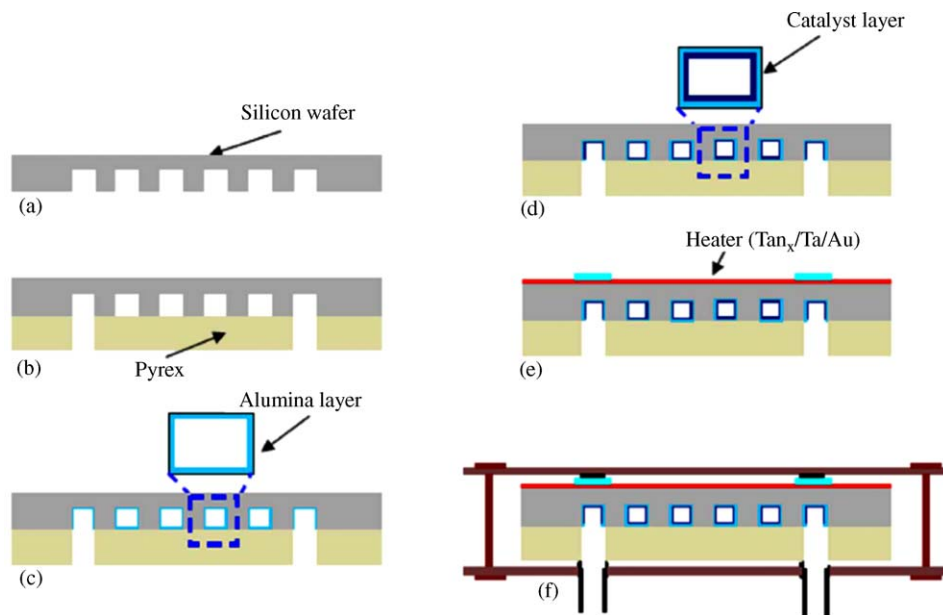 Silicon wafer
(a)
(b)
Pyrex
Alumina layer
(c)
Catalyst layer
(d)
Heater (Tanₓ/Ta/Au)
(e)
(f)